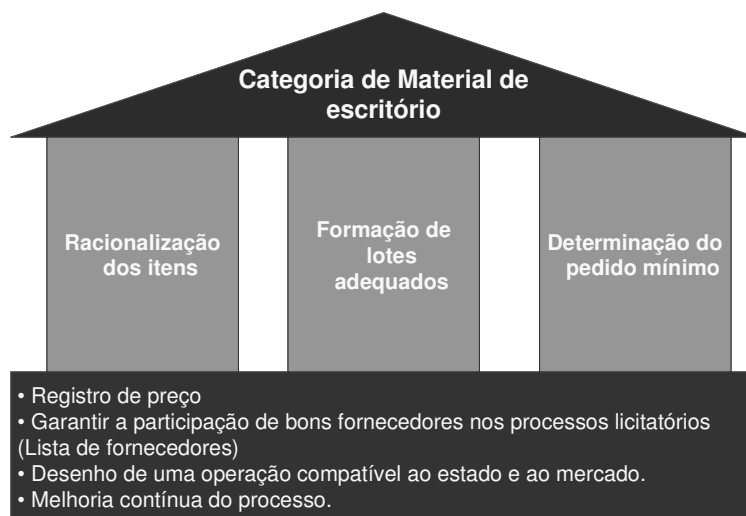 Categoria de Material de
escritório
Racionalização
dos itens
Formação de
lotes
adequados
Determinação do
pedido mínimo
• Registro de preço
• Garantir a participação de bons fornecedores nos processos licitatórios
(Lista de fornecedores)
• Desenho de uma operação compatível ao estado e ao mercado.
• Melhoria contínua do processo.